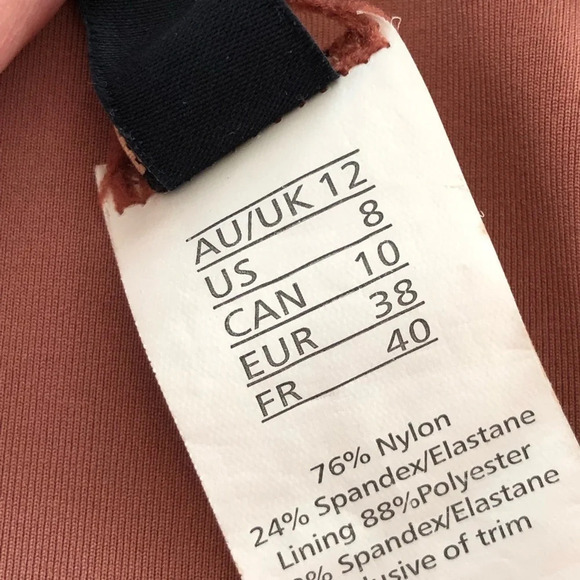 AU/UK 12
US 8
CAN 10
EUR 38
FR 40
76% Nylon
24% Spandex/Elastane
Lining 88%Polyester
% Spandex/Elastane
of trim